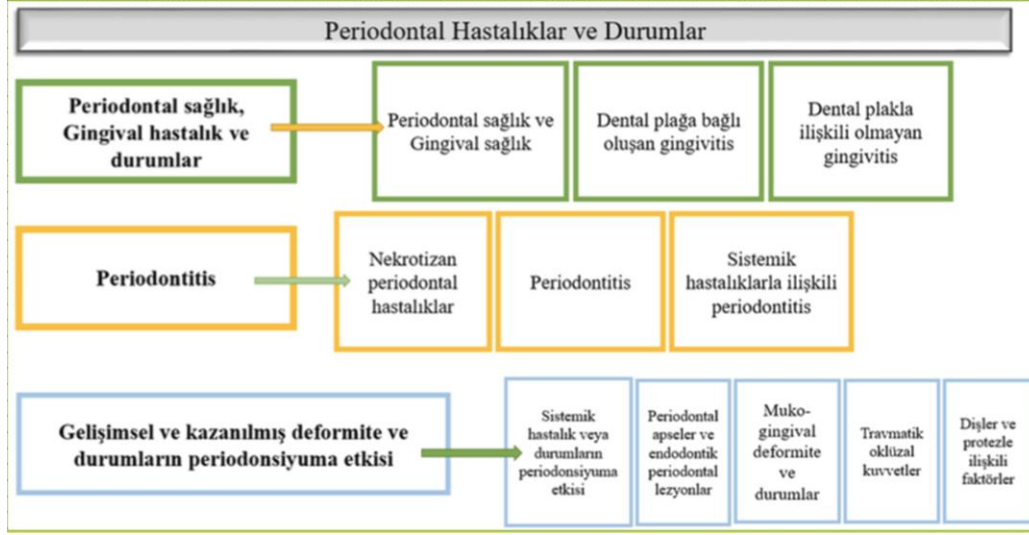 Periodontal Hastalıklar ve Durumlar
Periodontal sağlık,
Gingival hastalık ve
durumlar
Periodontal sağlık ve
Gingival sağlık
Dental plağa bağlı
oluşan gingivitis
Dental plakla
ilişkili olmayan
gingivitis
Periodontitis
Nekrotizan
periodontal
hastalıklar
Periodontitis
Sistemik
hastalıklarla ilişkili
periodontitis
Gelişimsel ve kazanılmış deformite ve
durumların periodonsiyuma etkisi
Sistemik
hastalık veya
durumların
periodonsiyuma
etkisi
Periodontal
apseler ve
endodontik
periodontal
lezyonlar
Muko-
gingival
deformite
ve
durumlar
Travmatik
oklüzal
kuvvetler
Dişler ve
protezle
ilişkili
faktörler